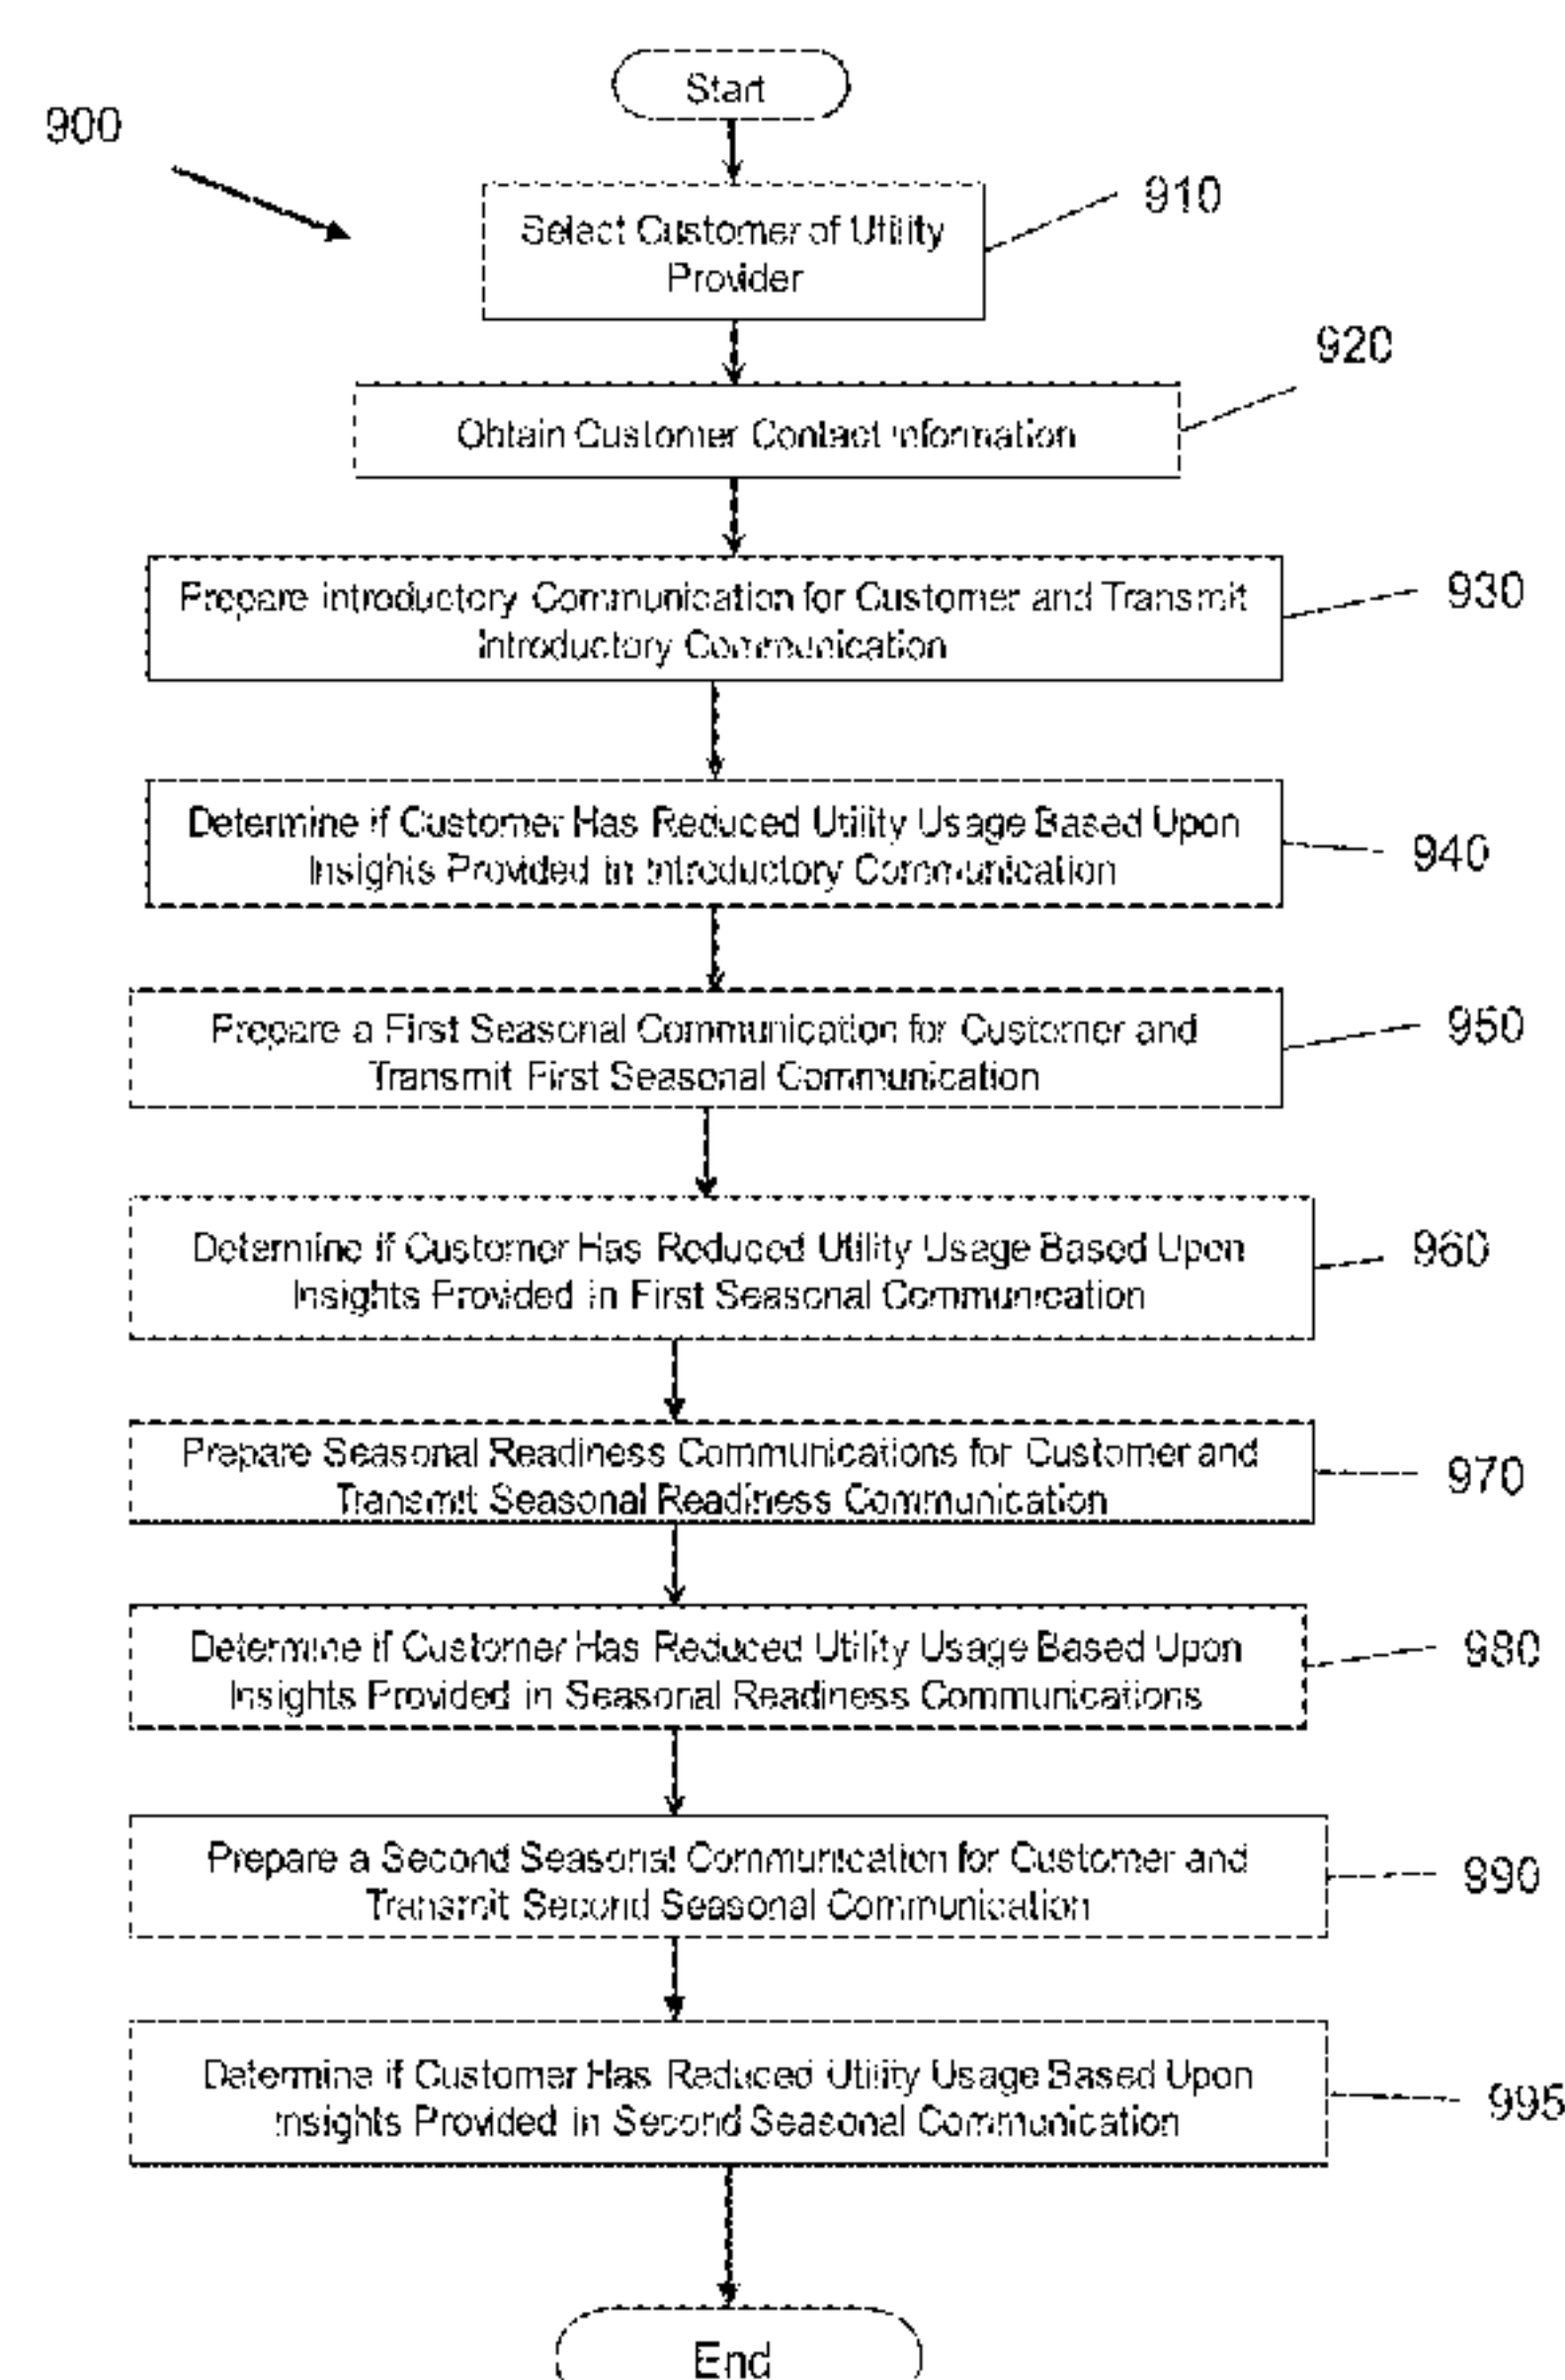 Start
900
910
Select Customer of Utility
Provider
920
Obtain Customer Contact Information
930
Prepare Introductory Communication for Customer and Transmit
Introductory Communication
940
Determine if Customer Has Reduced Utility Usage Based Upon
Insights Provided in Introductory Communication
950
Prepare a First Seasonal Communication for Customer and
Transmit First Seasonal Communication
960
Determine if Customer Has Reduced Utility Usage Based Upon
Insights Provided in First Seasonal Communication
970
Prepare Seasonal Readiness Communications for Customer and
Transmit Seasonal Readiness Communication
980
Determine if Customer Has Reduced Utility Usage Based Upon
Insights Provided in Seasonal Readiness Communications
990
Prepare a Second Seasonal Communication for Customer and
Transmit Second Seasonal Communication
995
Determine if Customer Has Reduced Utility Usage Based Upon
Insights Provided in Second Seasonal Communication
End